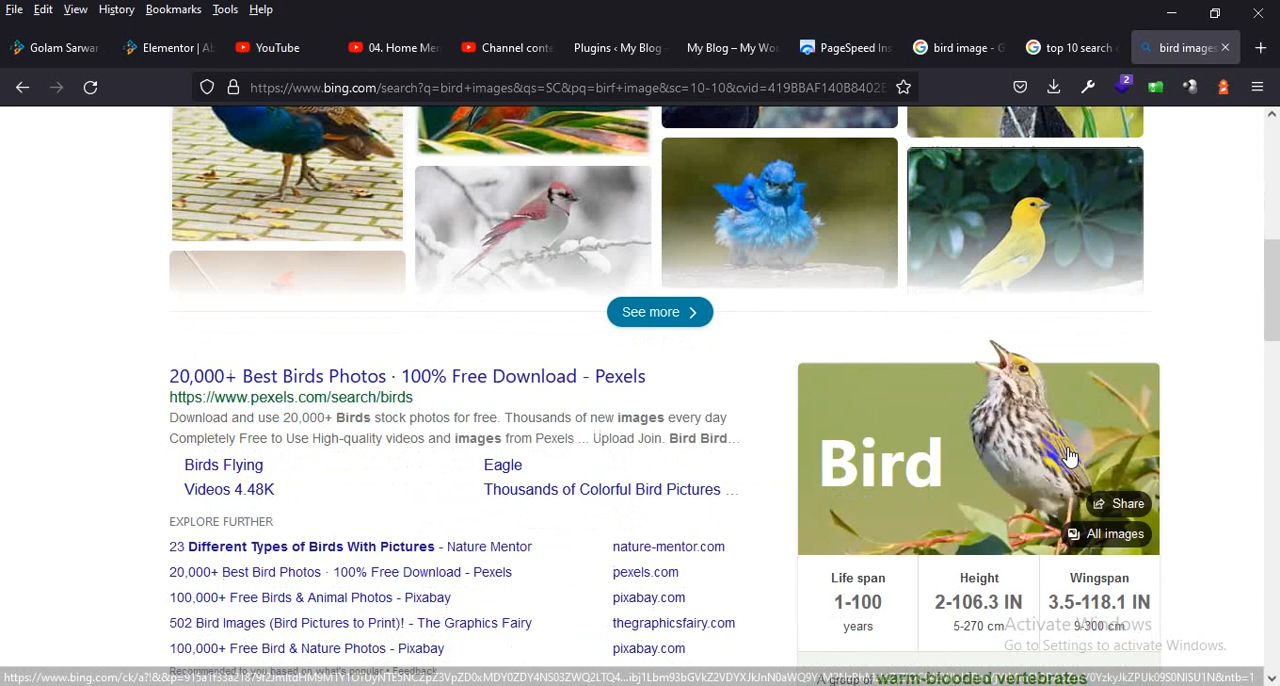 File Edit View History Bookmarks Tools Help
Golam Sarwar
Elementor | Ab
YouTube
04. Home Me
Channel conte
Plugins ‹ My Blog
My Blog – My Wo
PageSpeed Ins
bird image - G
top 10 search
bird images
https://www.bing.com/search?q=bird+images&qs=SC&pq=birf+image&sc=10-10&cvid=419BBAF140B8402E
2
See more
20,000+ Best Birds Photos · 100% Free Download - Pexels
https://www.pexels.com/search/birds
Download and use 20,000+ Birds stock photos for free. Thousands of new images every day
Completely Free to Use High-quality videos and images from Pexels ... Upload Join. Bird Bird…
Birds Flying
Eagle
Videos 4.48K
Thousands of Colorful Bird Pictures …
EXPLORE FURTHER
23 Different Types of Birds With Pictures - Nature Mentor nature-mentor.com
20,000+ Best Bird Photos · 100% Free Download - Pexels pexels.com
100,000+ Free Birds & Animal Photos - Pixabay pixabay.com
502 Bird Images (Bird Pictures to Print)! - The Graphics Fairy thegraphicsfairy.com
100,000+ Free Bird & Nature Photos - Pixabay pixabay.com
Recommended to you based on what's popular • Feedback
Bird
Share
All images
Life span Height Wingspan
1-100 2-106.3 IN 3.5-118.1 IN
years 5-270 cm 9-300 cm
Activate Windows
Go to Settings to activate Windows.
A group of warm-blooded vertebrates